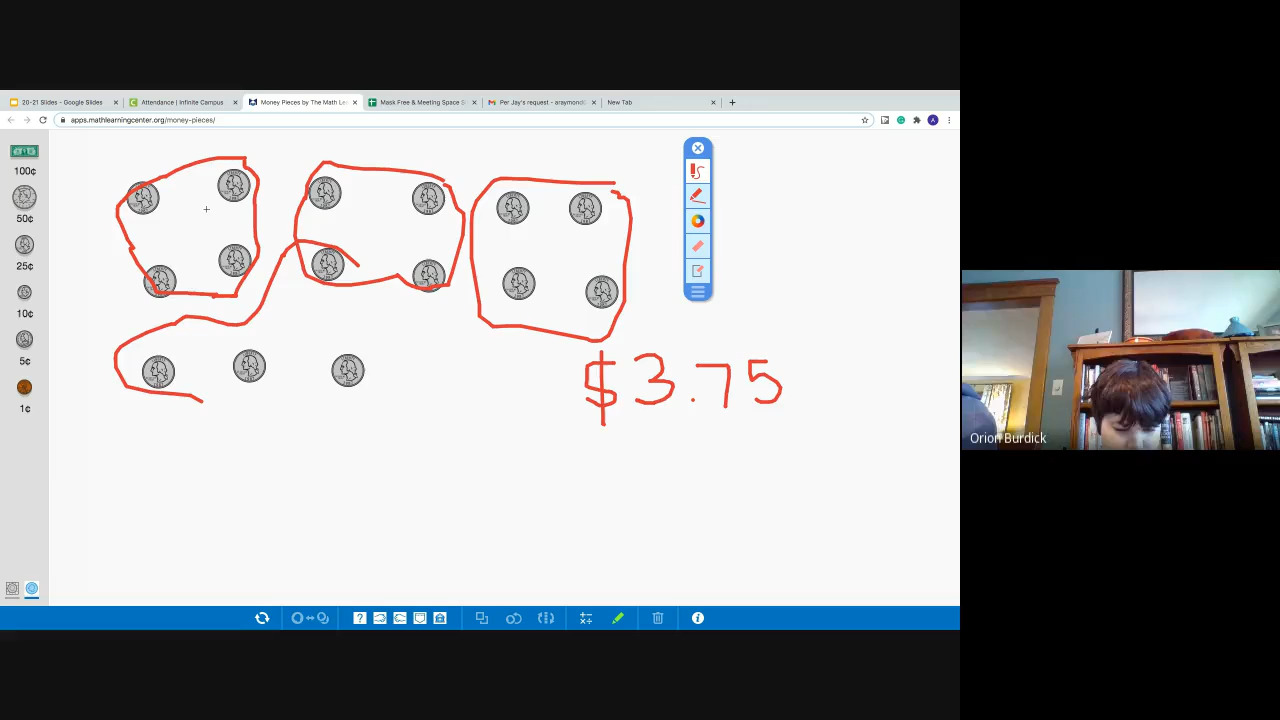 20-21 Slides - Google Slides
Attendance | Infinite Campus
Money Pieces by The Math Le
Mask Free & Meeting Space S
Per Jay's request - araymond
New Tab
apps.mathlearningcenter.org/money-pieces/
A
100¢
50¢
25¢
10¢
5¢
1¢
$3.75
Orion Burdick